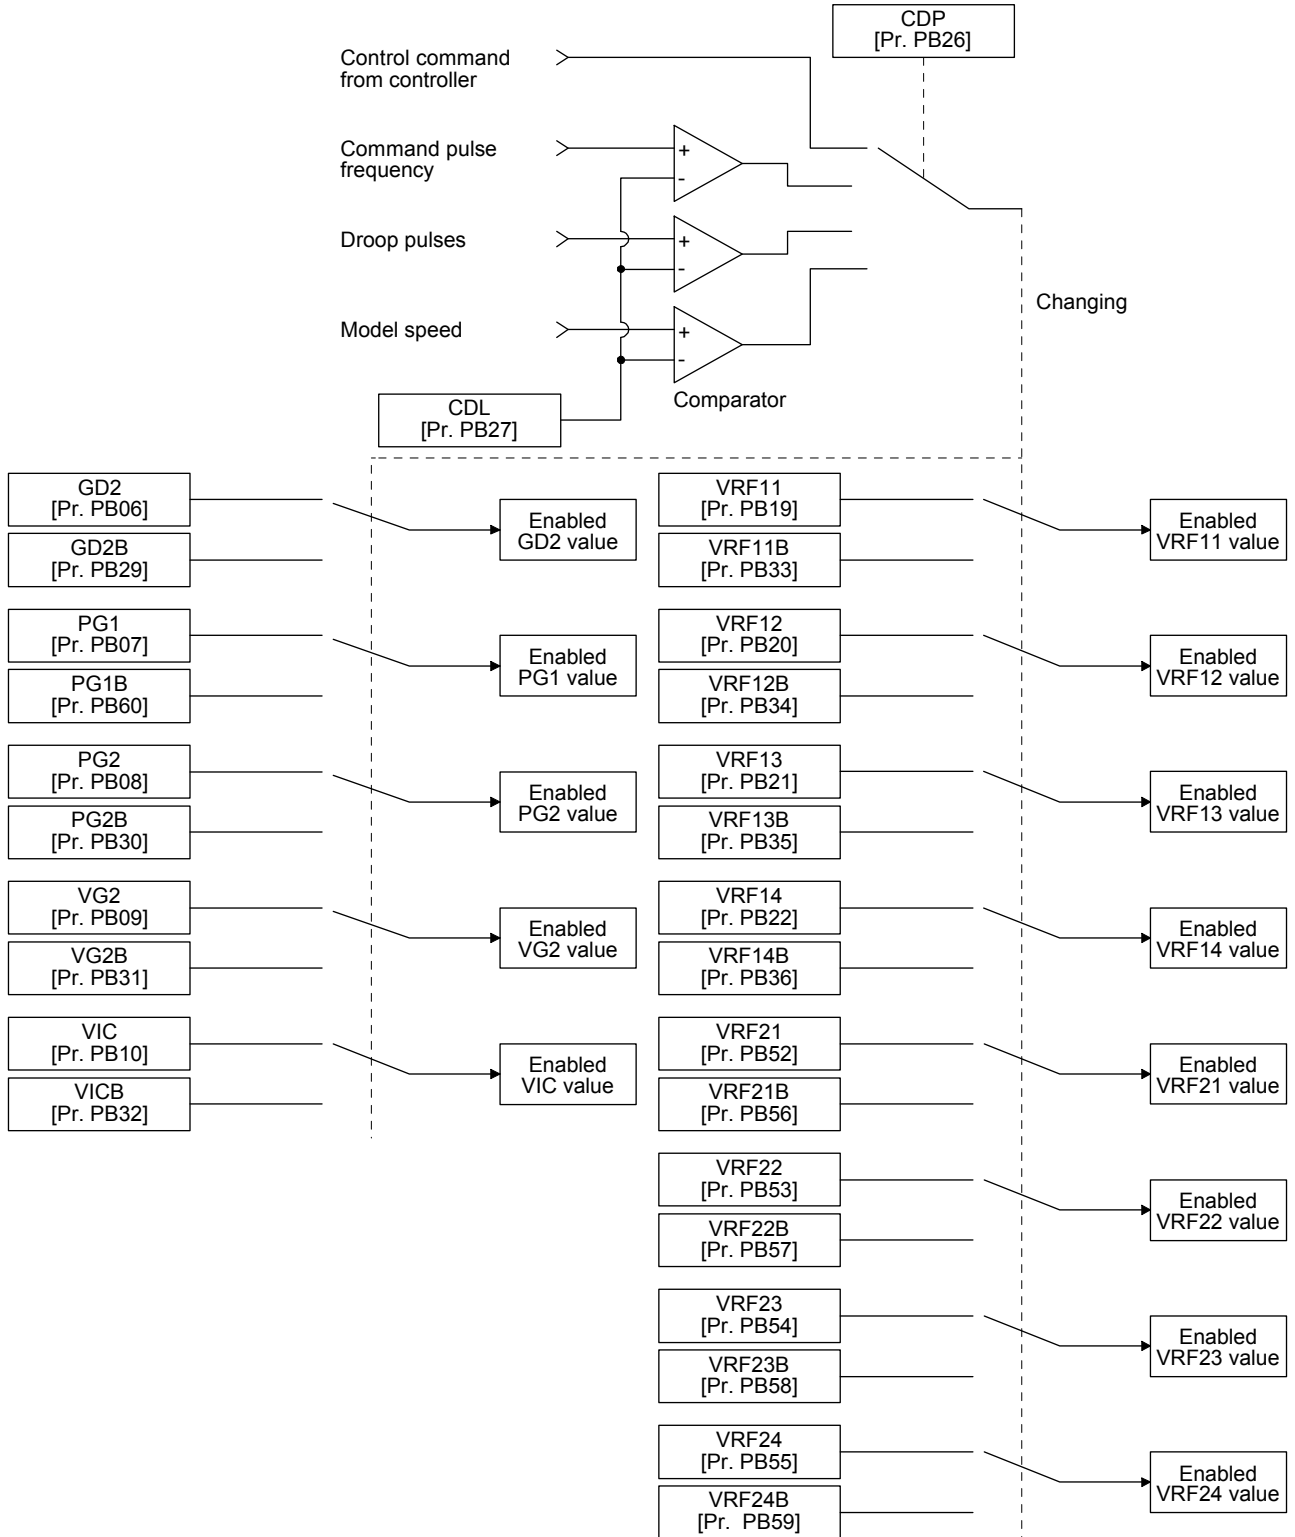 CDP
[Pr. PB26]
Control command
from controller
Command pulse
frequency
+
-
Droop pulses
+
-
Changing
Model speed
+
-
Comparator
CDL
[Pr. PB27]
GD2
[Pr. PB06]
GD2B
[Pr. PB29]
Enabled
GD2 value
PG1
[Pr. PB07]
PG1B
[Pr. PB60]
Enabled
PG1 value
PG2
[Pr. PB08]
PG2B
[Pr. PB30]
Enabled
PG2 value
VG2
[Pr. PB09]
VG2B
[Pr. PB31]
Enabled
VG2 value
VIC
[Pr. PB10]
VICB
[Pr. PB32]
Enabled
VIC value
VRF11
[Pr. PB19]
VRF11B
[Pr. PB33]
Enabled
VRF11 value
VRF12
[Pr. PB20]
VRF12B
[Pr. PB34]
Enabled
VRF12 value
VRF13
[Pr. PB21]
VRF13B
[Pr. PB35]
Enabled
VRF13 value
VRF14
[Pr. PB22]
VRF14B
[Pr. PB36]
Enabled
VRF14 value
VRF21
[Pr. PB52]
VRF21B
[Pr. PB56]
Enabled
VRF21 value
VRF22
[Pr. PB53]
VRF22B
[Pr. PB57]
Enabled
VRF22 value
VRF23
[Pr. PB54]
VRF23B
[Pr. PB58]
Enabled
VRF23 value
VRF24
[Pr. PB55]
VRF24B
[Pr. PB59]
Enabled
VRF24 value